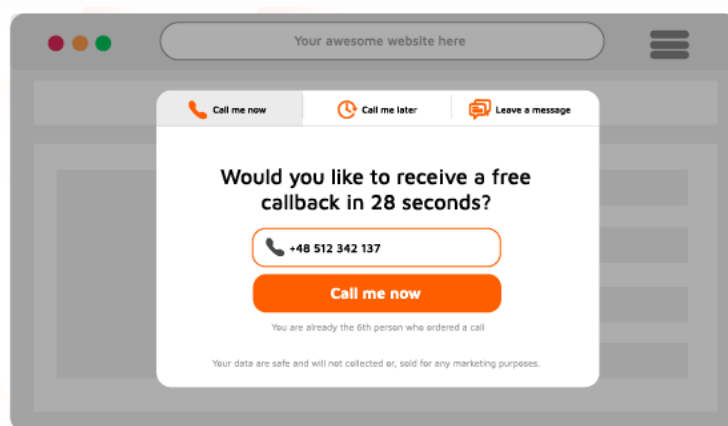 Your awesome website here
Call me now
Call me later
Leave a message
Would you like to receive a free
callback in 28 seconds?
+48 512 342 137
Call me now
You are already the 6th person who ordered a call
Your data are safe and will not collected or, sold for any marketing purposes.